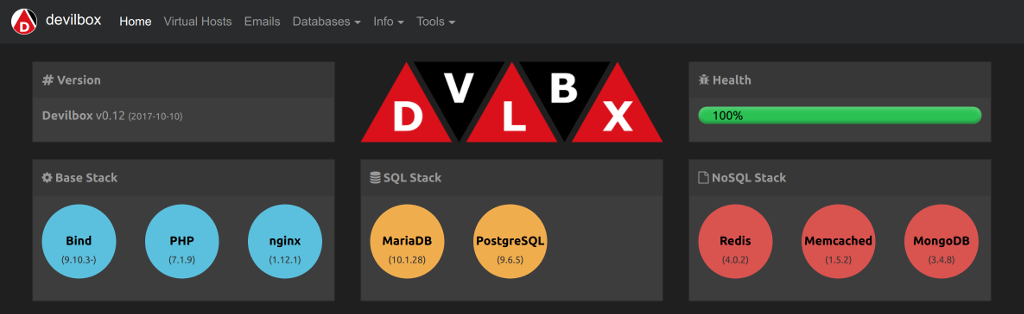 D devilbox Home Virtual Hosts Emails Databases Info Tools
# Version
Devilbox v0.12 (2017-10-10)
D V L B X
Health
100%
Base Stack
Bind
(9.10.3-)
PHP
(7.1.9)
nginx
(1.12.1)
SQL Stack
MariaDB
(10.1.28)
PostgreSQL
(9.6.5)
NoSQL Stack
Redis
(4.0.2)
Memcached
(1.5.2)
MongoDB
(3.4.8)